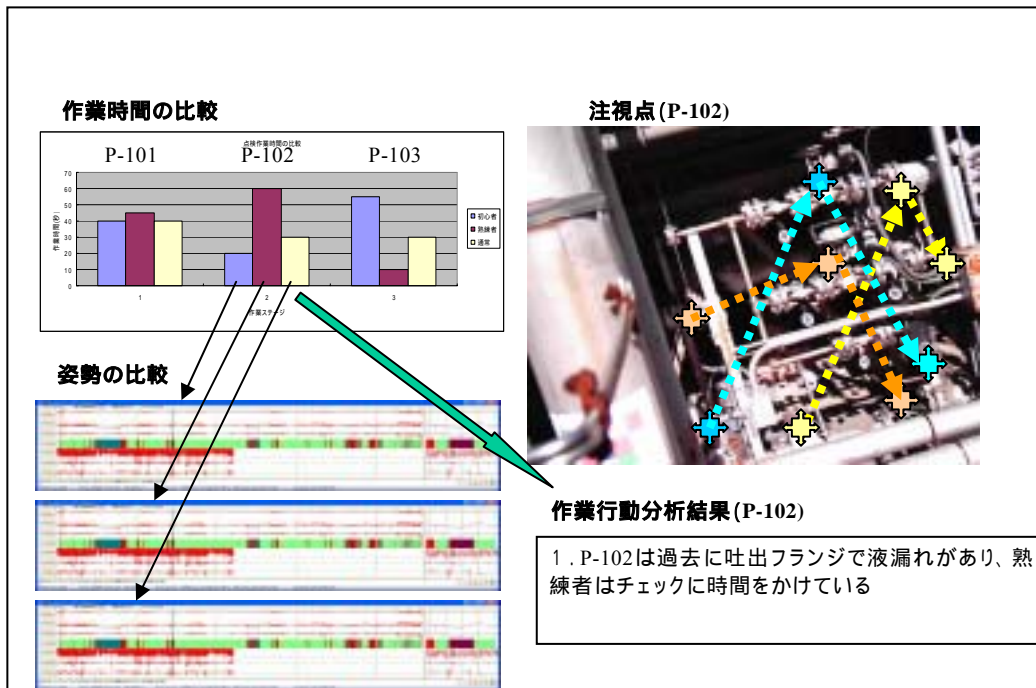 作業時間の比較
点検作業時間の比較
P-101 P-102 P-103
70
60
50
40
30
20
10
0
作業時間(秒)
1 2 3
作業ステージ
初心者
熟練者
通常
姿勢の比較
注視点(P-102)
作業行動分析結果(P-102)
1．P-102は過去に吐出フランジで液漏れがあり、熟
練者はチェックに時間をかけている